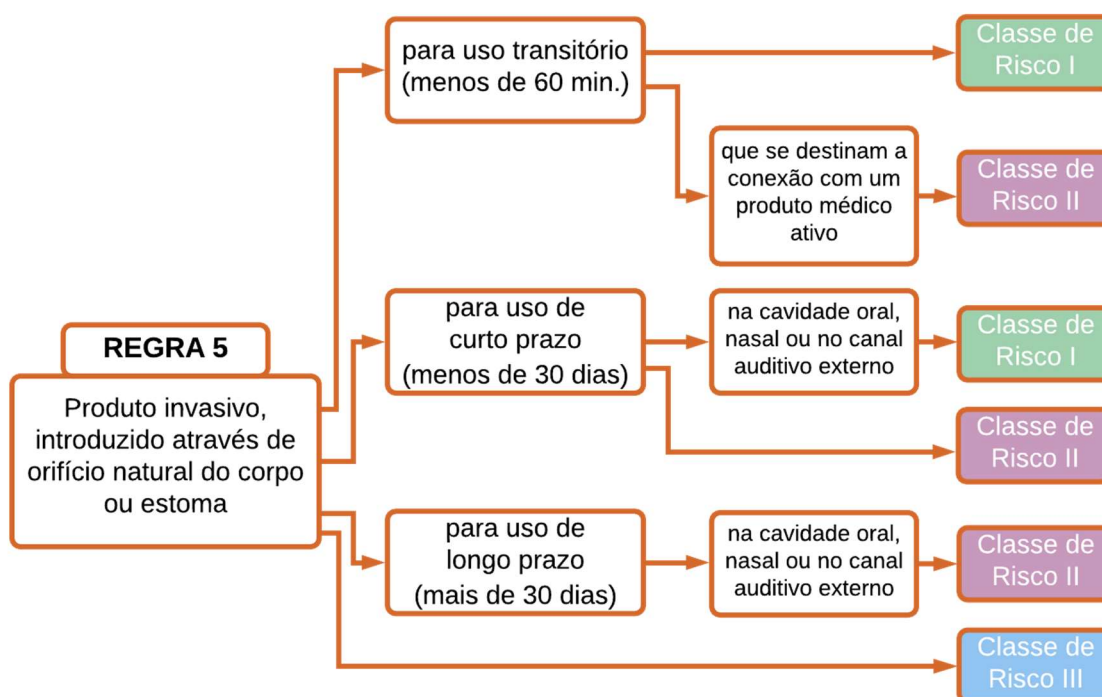 REGRA 5
Produto invasivo,
introduzido através de
orifício natural do corpo
ou estoma
para uso transitório
(menos de 60 min.)
Classe de
Risco I
que se destinam a
conexão com um
produto médico
ativo
Classe de
Risco II
para uso de
curto prazo
(menos de 30 dias)
na cavidade oral,
nasal ou no canal
auditivo externo
Classe de
Risco I
Classe de
Risco II
para uso de
longo prazo
(mais de 30 dias)
na cavidade oral,
nasal ou no canal
auditivo externo
Classe de
Risco II
Classe de
Risco III